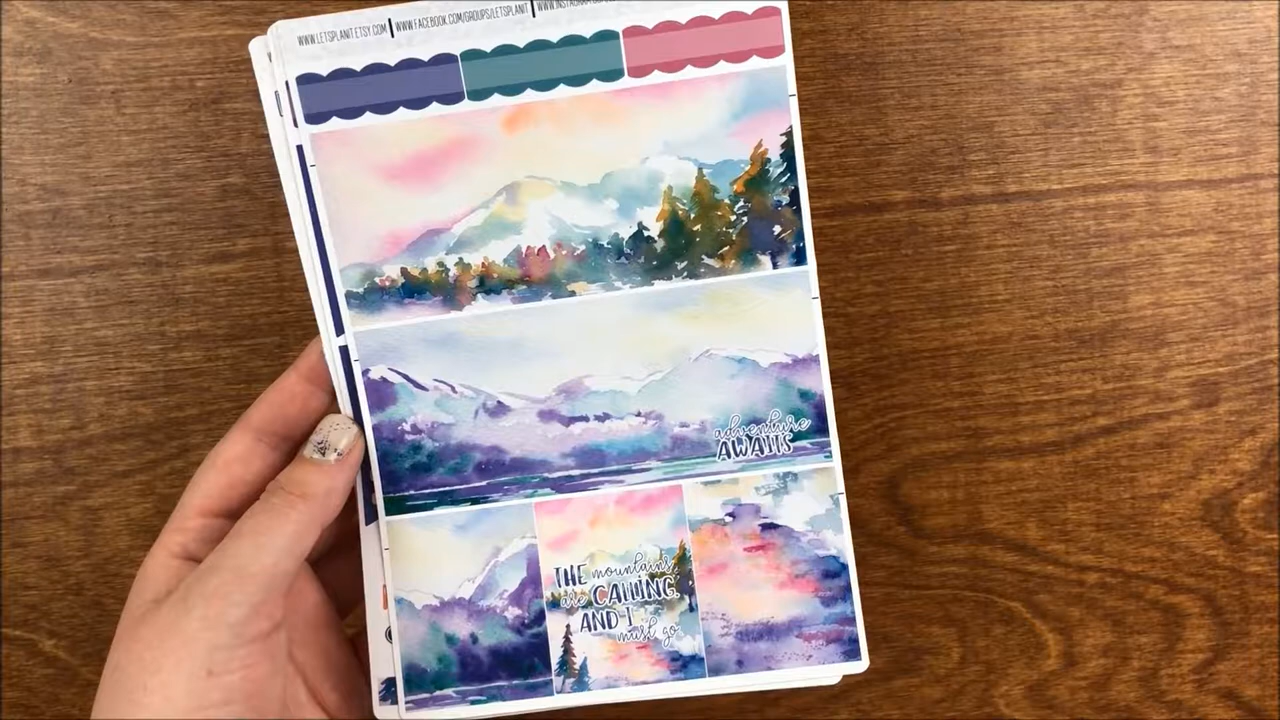 WWW.LETSPLANIT.ETSY.COM | WWW.FACEBOOK.COM/GROUPS/LETSPLANIT |
adventure
AWAITS
THE mountains
are CALLING,
AND I
must go